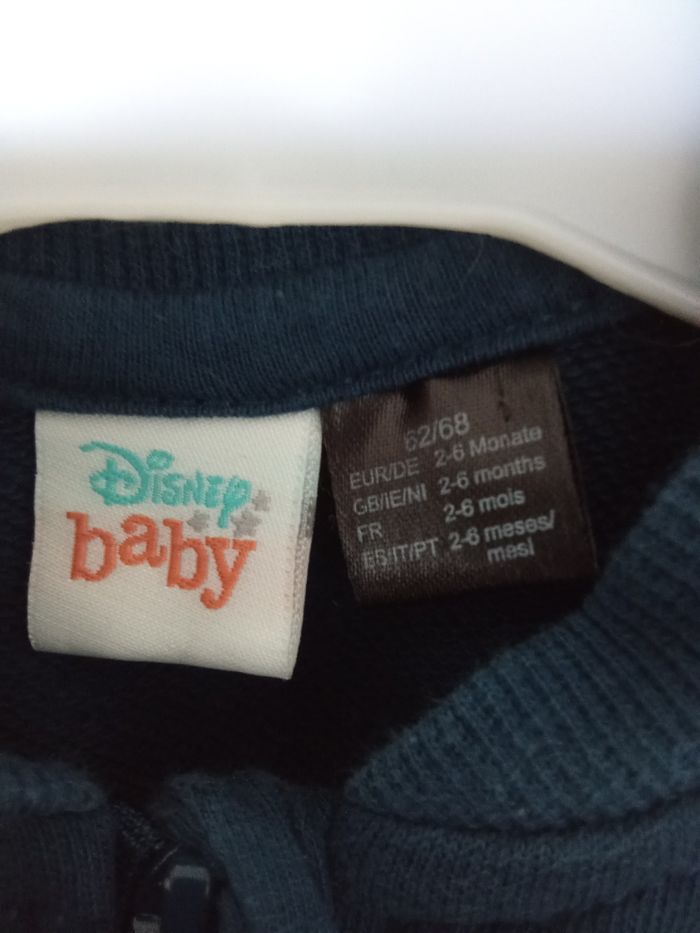 Disney
baby
62/68
EUR/DE 2-6 Monate
GB/IE/NI 2-6 months
FR 2-6 mois
ES/IT/PT 2-6 meses/
mesi